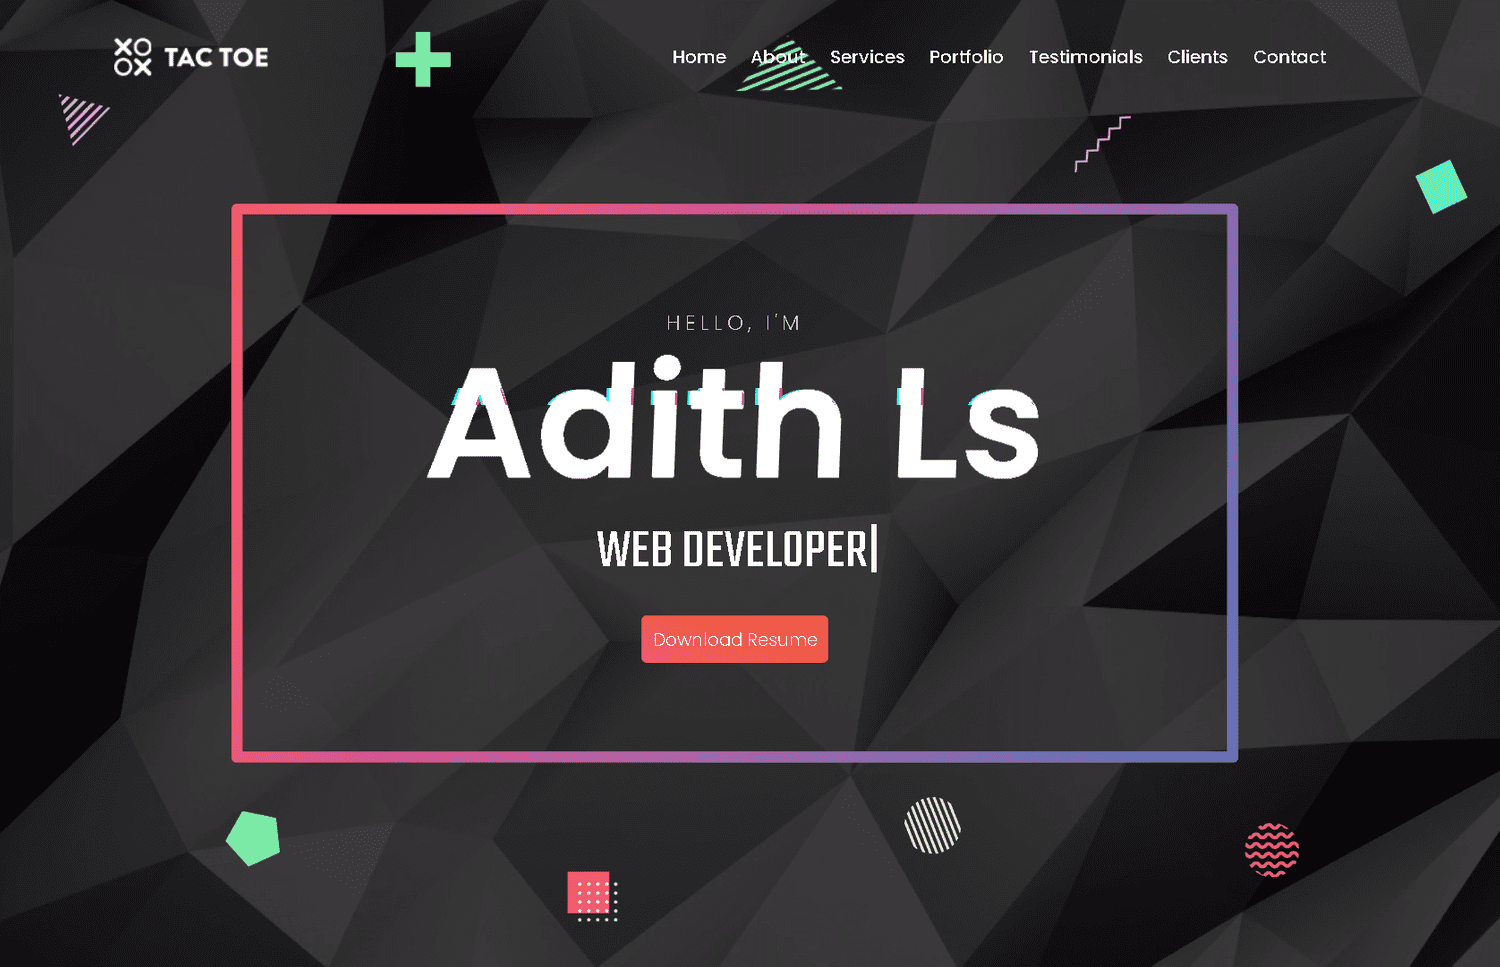 XO
OX TAC TOE
Home About Services Portfolio Testimonials Clients Contact
HELLO, I'M
Adith Ls
WEB DEVELOPER
Download Resume